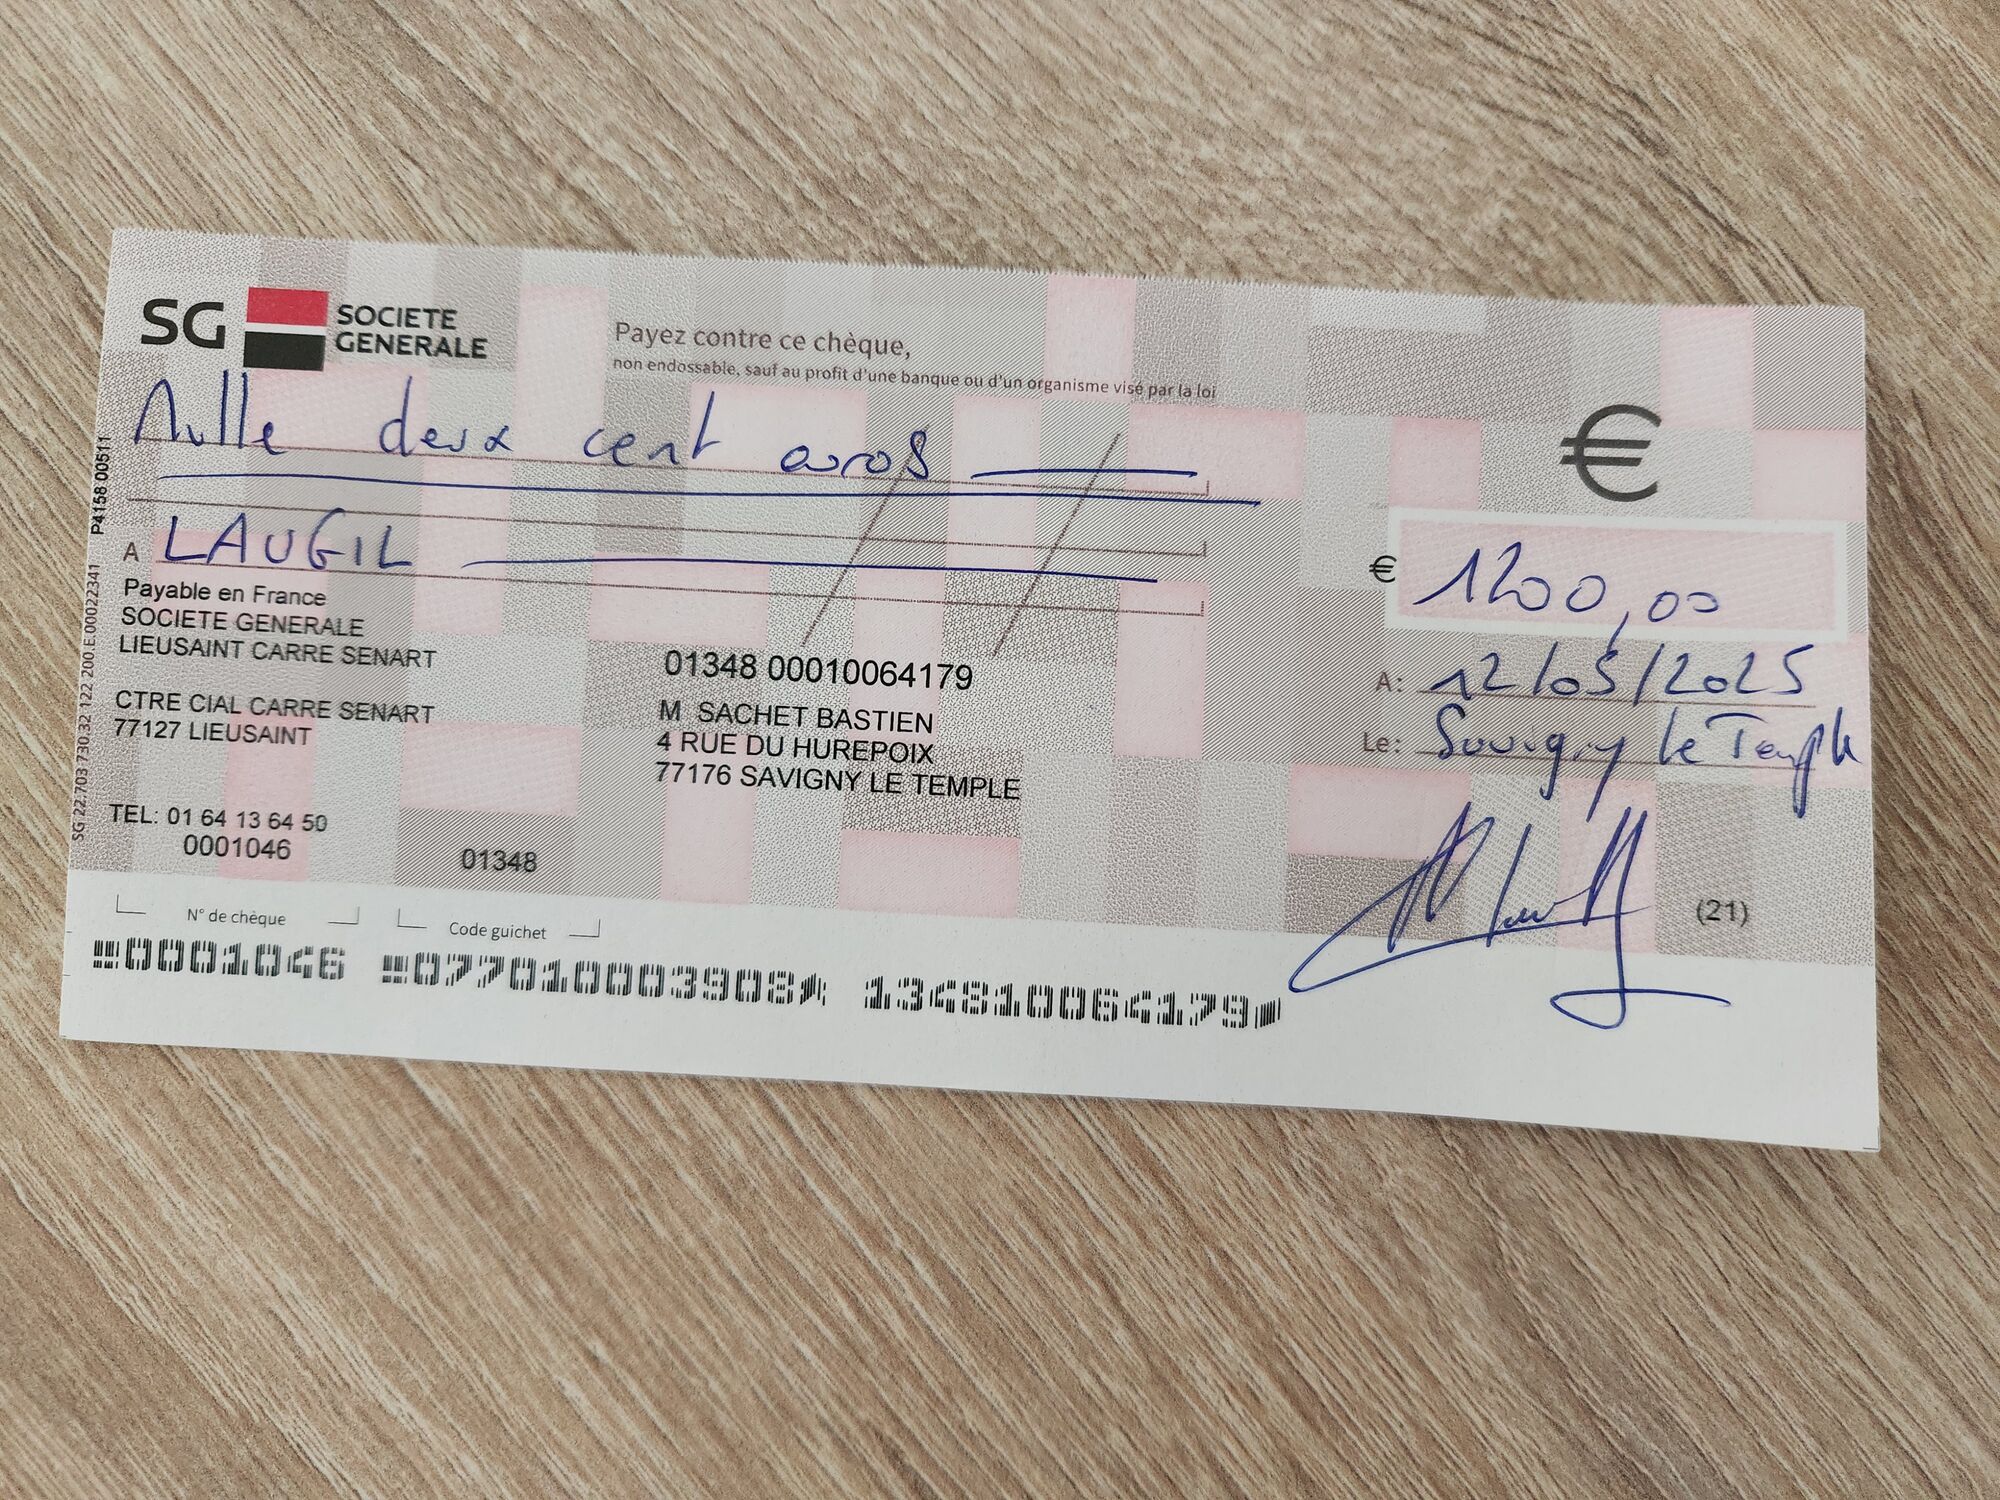 SG SOCIETE GENERALE
Payez contre ce chèque,
non endossable, sauf au profit d'une banque ou d'un organisme visé par la loi
Mille deux cent euros
€
A LAUGIL
€ 1200,00
A: 12/05/2025
Le: Savigny le Temple
Payable en France
SOCIETE GENERALE
LIEUSAINT CARRE SENART
CTRE CIAL CARRE SENART
77127 LIEUSAINT
TEL: 01 64 13 64 50
0001046
01348
01348 00010064179
M SACHET BASTIEN
4 RUE DU HUREPOIX
77176 SAVIGNY LE TEMPLE
(21)
N° de chèque
Code guichet
0001046 077010003908 134810064179
P4158 00511
SG 22.703 730.32 122 200.E.00022341